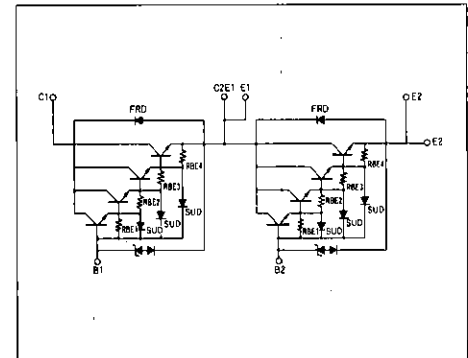 C1
C2E1 E1
E2
FRD
FRD
E2
RBE4
RBE4
RBE3
RBE3
RBE2
SUD
RBE2
SUD
RBE1
SUD
SUD
RBE1
SUD
SUD
B1
B2